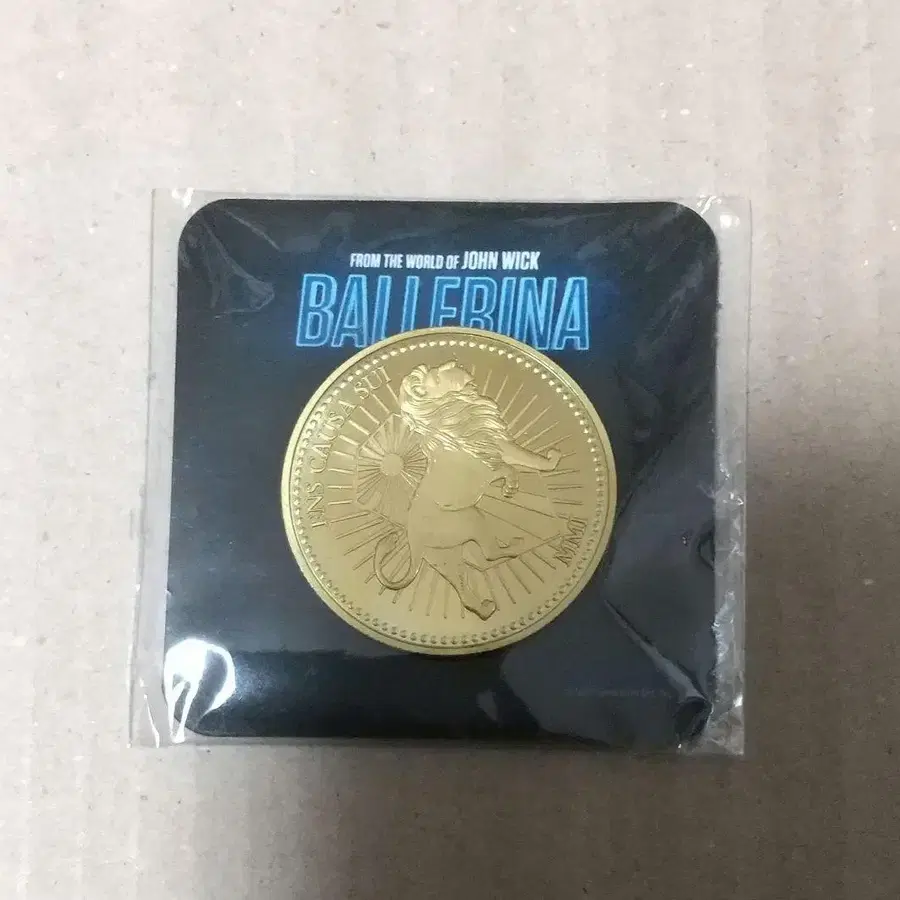 FROM THE WORLD OF JOHN WICK
BALLERINA
ENS CAUSA SUI
MMI